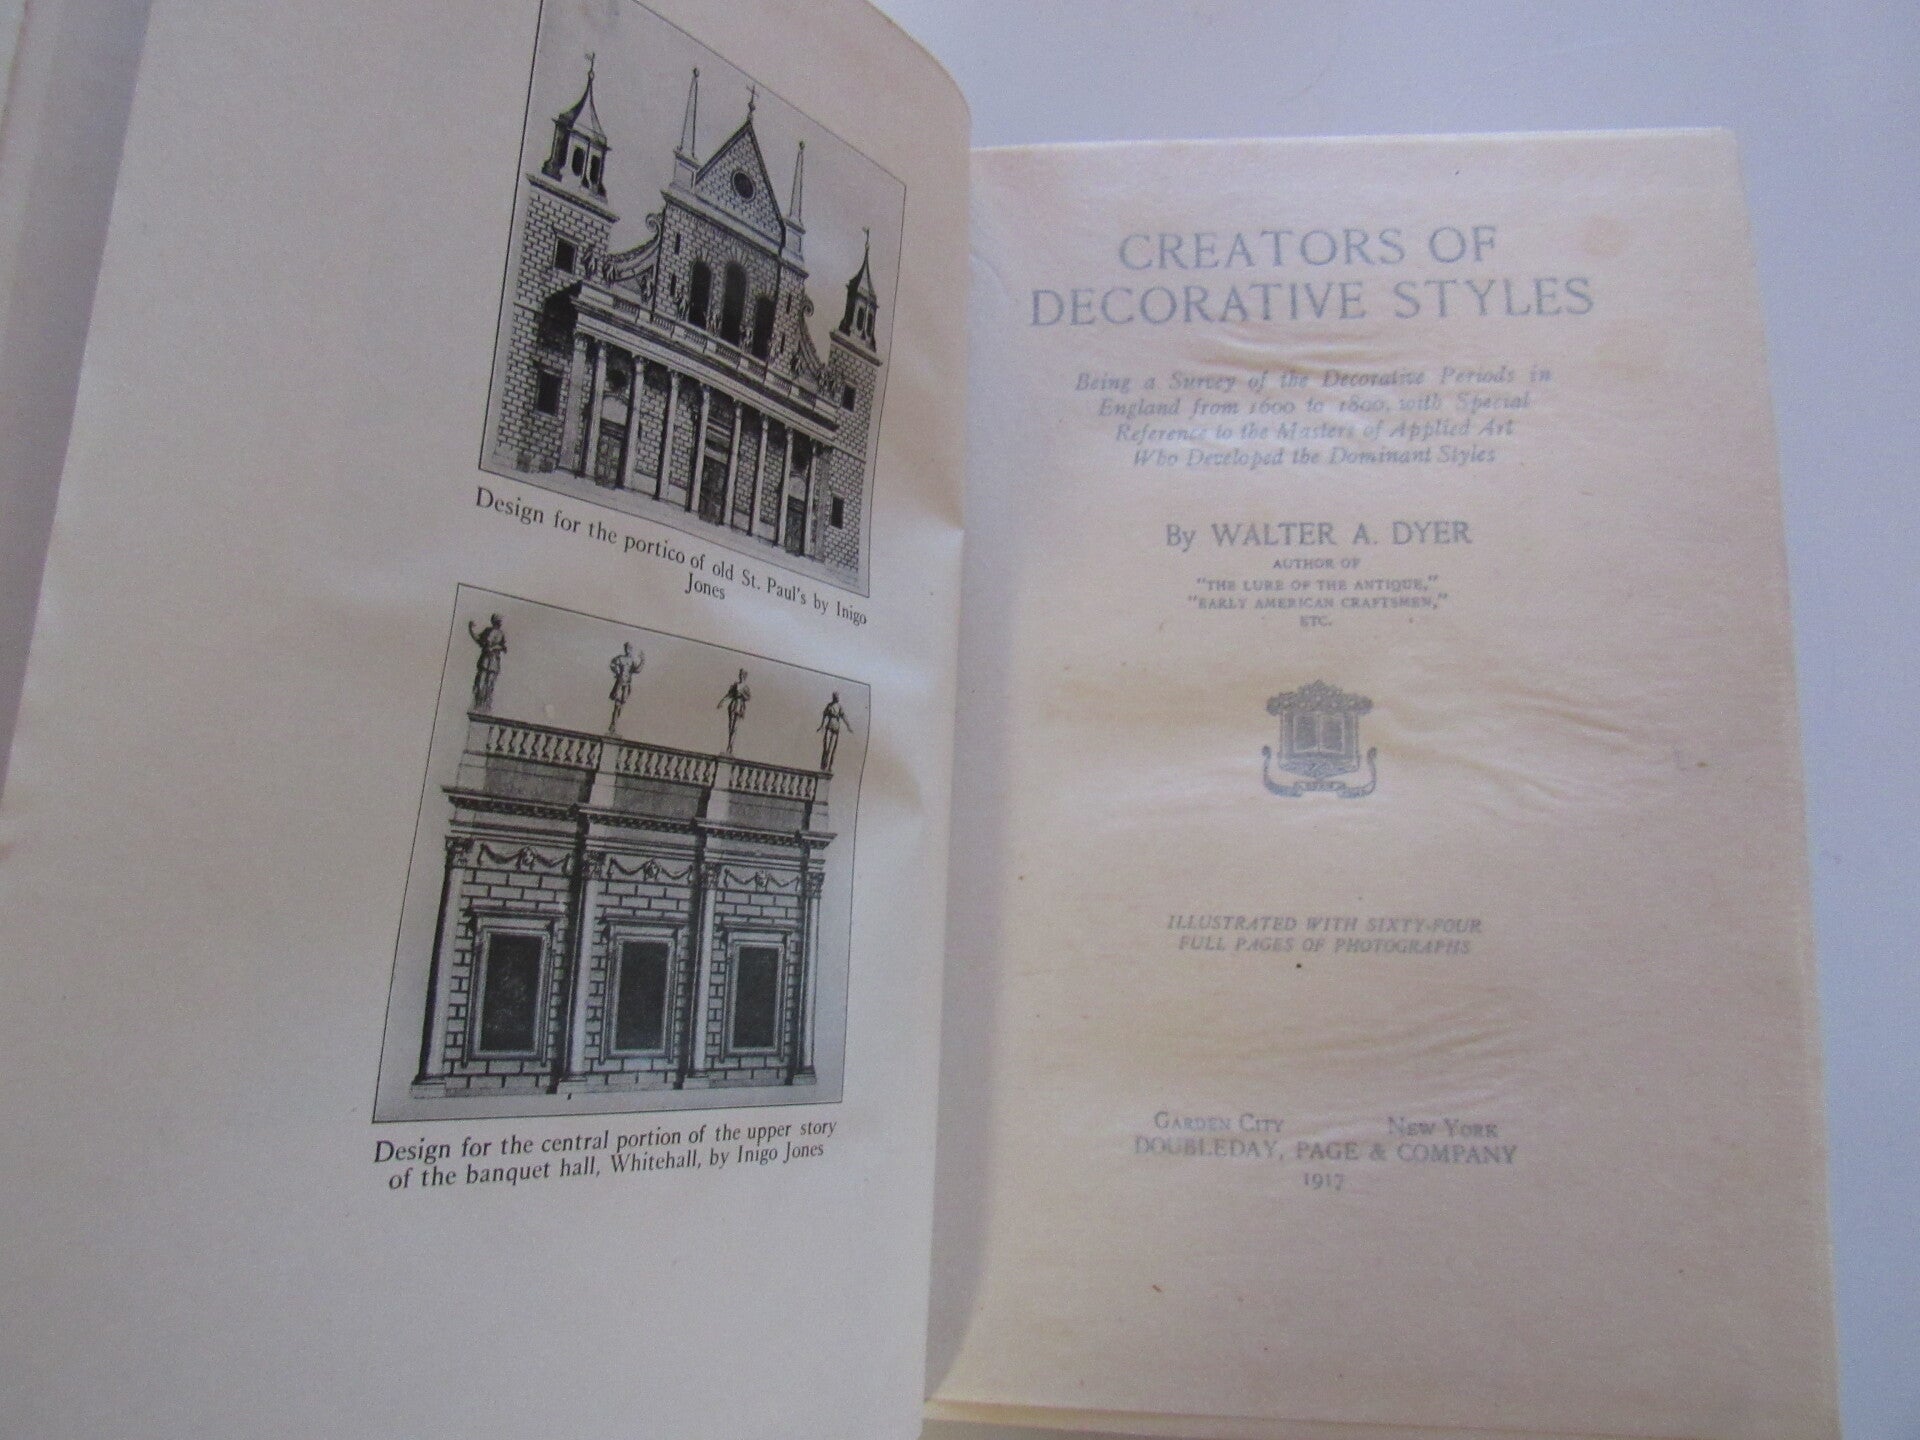 Design for the portico of old St. Paul's by Inigo
Jones
Design for the central portion of the upper story
of the banquet hall, Whitehall, by Inigo Jones
CREATORS OF
DECORATIVE STYLES
Being a Survey of the Decorative Periods in
England from 1600 to 1800, with Special
Reference to the Masters of Applied Art
Who Developed the Dominant Styles
By WALTER A. DYER
AUTHOR OF
"THE LURE OF THE ANTIQUE,"
"EARLY AMERICAN CRAFTSMEN,"
ETC.
ILLUSTRATED WITH SIXTY-FOUR
FULL PAGES OF PHOTOGRAPHS
GARDEN CITY NEW YORK
DOUBLEDAY, PAGE & COMPANY
1917